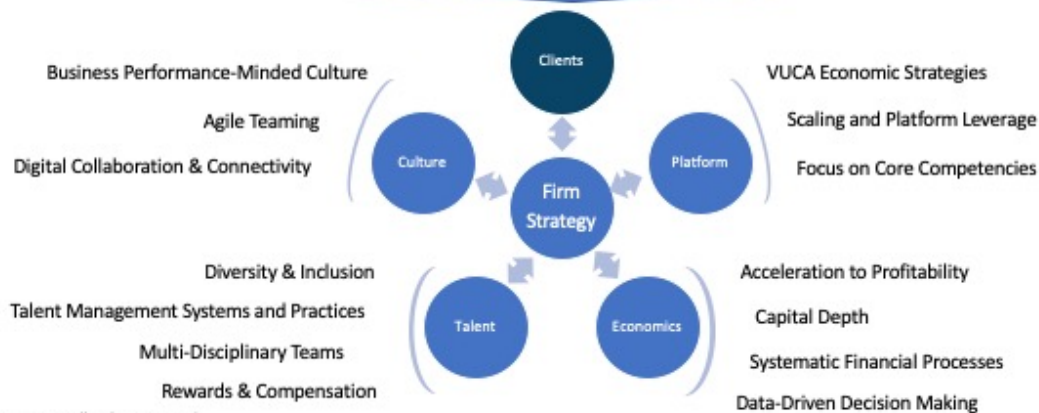 Clients
Business Performance-Minded Culture
Agile Teaming
Digital Collaboration & Connectivity
Culture
VUCA Economic Strategies
Scaling and Platform Leverage
Focus on Core Competencies
Platform
Firm
Strategy
Diversity & Inclusion
Talent Management Systems and Practices
Multi-Disciplinary Teams
Rewards & Compensation
Talent
Economics
Acceleration to Profitability
Capital Depth
Systematic Financial Processes
Data-Driven Decision Making